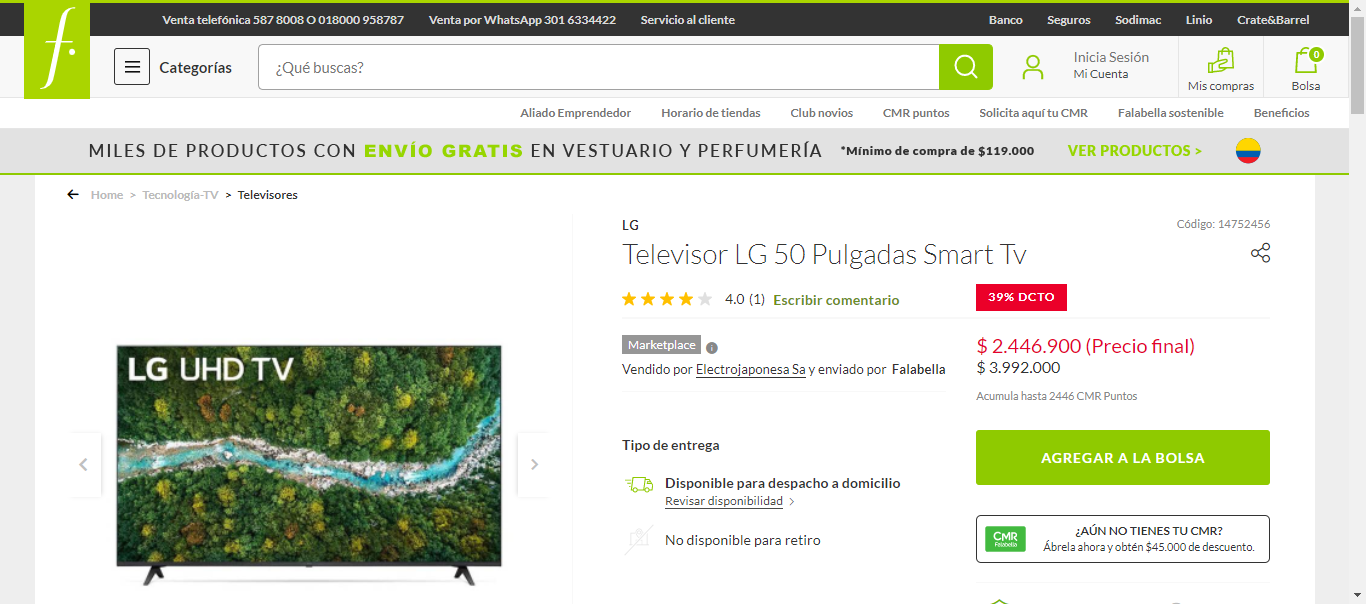 Venta telefónica 587 8008 O 018000 958787 Venta por WhatsApp 301 6334422 Servicio al cliente Banco Seguros Sodimac Linio Crate&Barrel
f.
Categorías ¿Qué buscas? Inicia Sesión
Mi Cuenta
Mis compras
0
Bolsa
Aliado Emprendedor Horario de tiendas Club novios CMR puntos Solicita aquí tu CMR Falabella sostenible Beneficios
MILES DE PRODUCTOS CON ENVÍO GRATIS EN VESTUARIO Y PERFUMERÍA *Mínimo de compra de $119.000 VER PRODUCTOS >
Home > Tecnología-TV > Televisores
LG UHD TV
LG
Código: 14752456
Televisor LG 50 Pulgadas Smart Tv
4.0 (1) Escribir comentario
39% DCTO
Marketplace
Vendido por Electrojaponesa Sa y enviado por Falabella
$ 2.446.900 (Precio final)
$ 3.992.000
Acumula hasta 2446 CMR Puntos
Tipo de entrega
Disponible para despacho a domicilio
Revisar disponibilidad >
No disponible para retiro
AGREGAR A LA BOLSA
CMR
Falabella
¿AÚN NO TIENES TU CMR?
Ábrela ahora y obtén $45.000 de descuento.